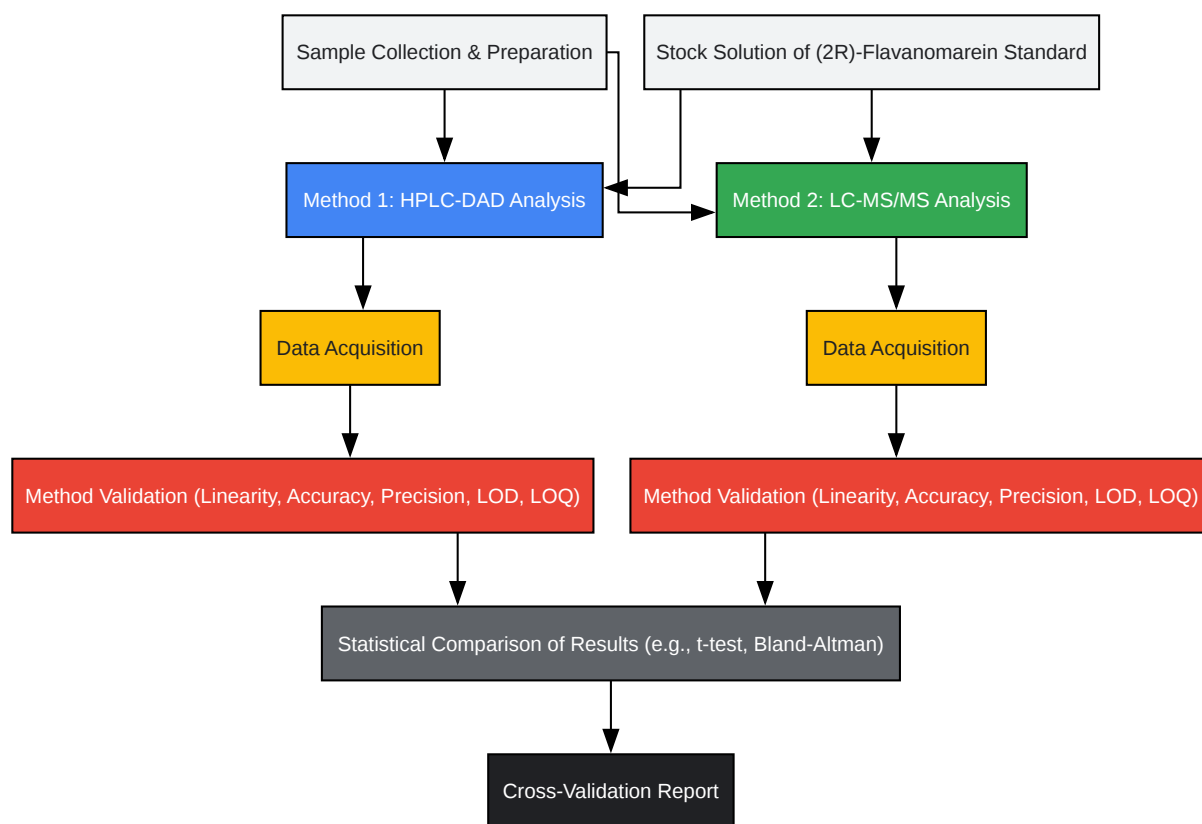 Sample Collection & Preparation
Stock Solution of (2R)-Flavanomarein Standard
Method 1: HPLC-DAD Analysis
Method 2: LC-MS/MS Analysis
Data Acquisition
Data Acquisition
Method Validation (Linearity, Accuracy, Precision, LOD, LOQ)
Method Validation (Linearity, Accuracy, Precision, LOD, LOQ)
Statistical Comparison of Results (e.g., t-test, Bland-Altman)
Cross-Validation Report